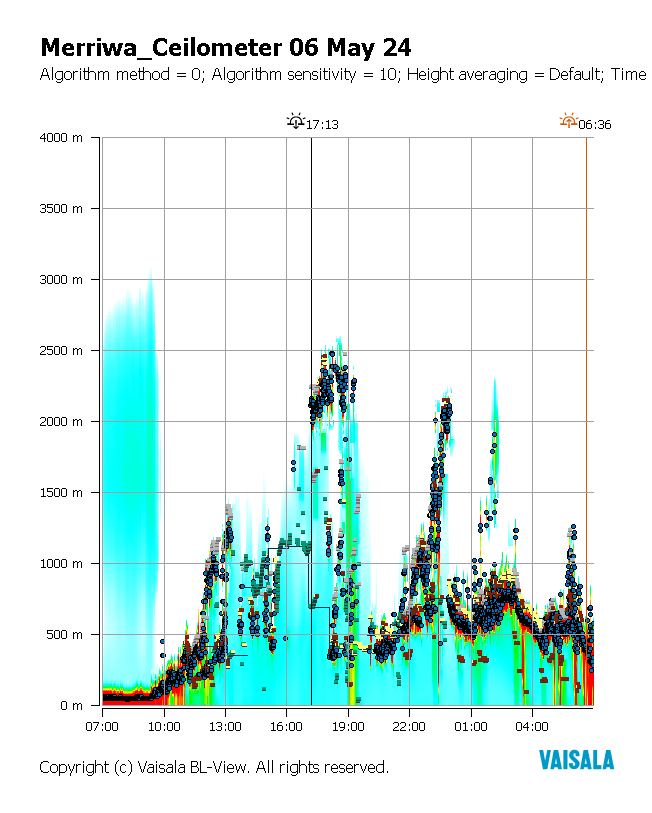 Merriwa_Ceilometer 06 May 24
Algorithm method = 0; Algorithm sensitivity = 10; Height averaging = Default; Time
17:13 06:36
4000 m
3500 m
3000 m
2500 m
2000 m
1500 m
1000 m
500 m
0 m
07:00 10:00 13:00 16:00 19:00 22:00 01:00 04:00
VAISALA
Copyright (c) Vaisala BL-View. All rights reserved.